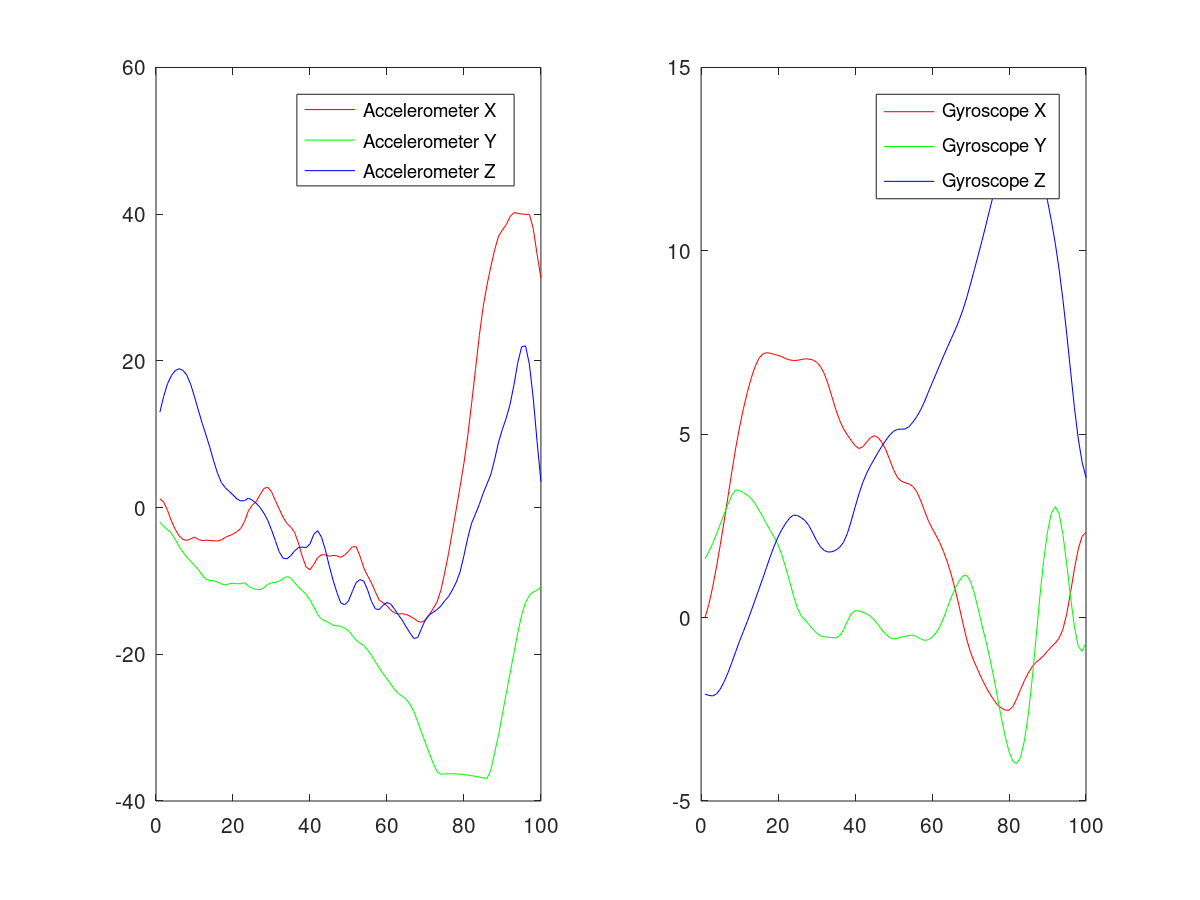 60
40
20
0
-20
-40
0 20 40 60 80 100
Accelerometer X
Accelerometer Y
Accelerometer Z
15
10
5
0
-5
0 20 40 60 80 100
Gyroscope X
Gyroscope Y
Gyroscope Z